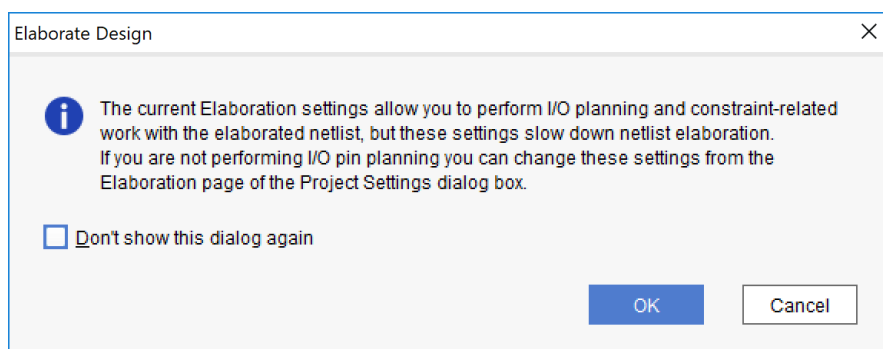 Elaborate Design
The current Elaboration settings allow you to perform I/O planning and constraint-related
work with the elaborated netlist, but these settings slow down netlist elaboration.
If you are not performing I/O pin planning you can change these settings from the
Elaboration page of the Project Settings dialog box.
Don't show this dialog again
OK Cancel